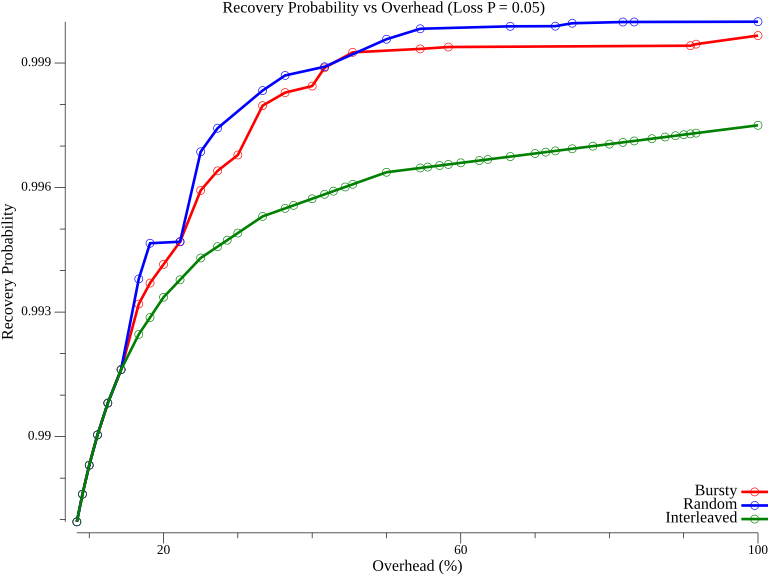 Recovery Probability vs Overhead (Loss P = 0.05)
0.999
0.996
0.993
0.99
Recovery Probability
Bursty
Random
Interleaved
20
60
100
Overhead (%)